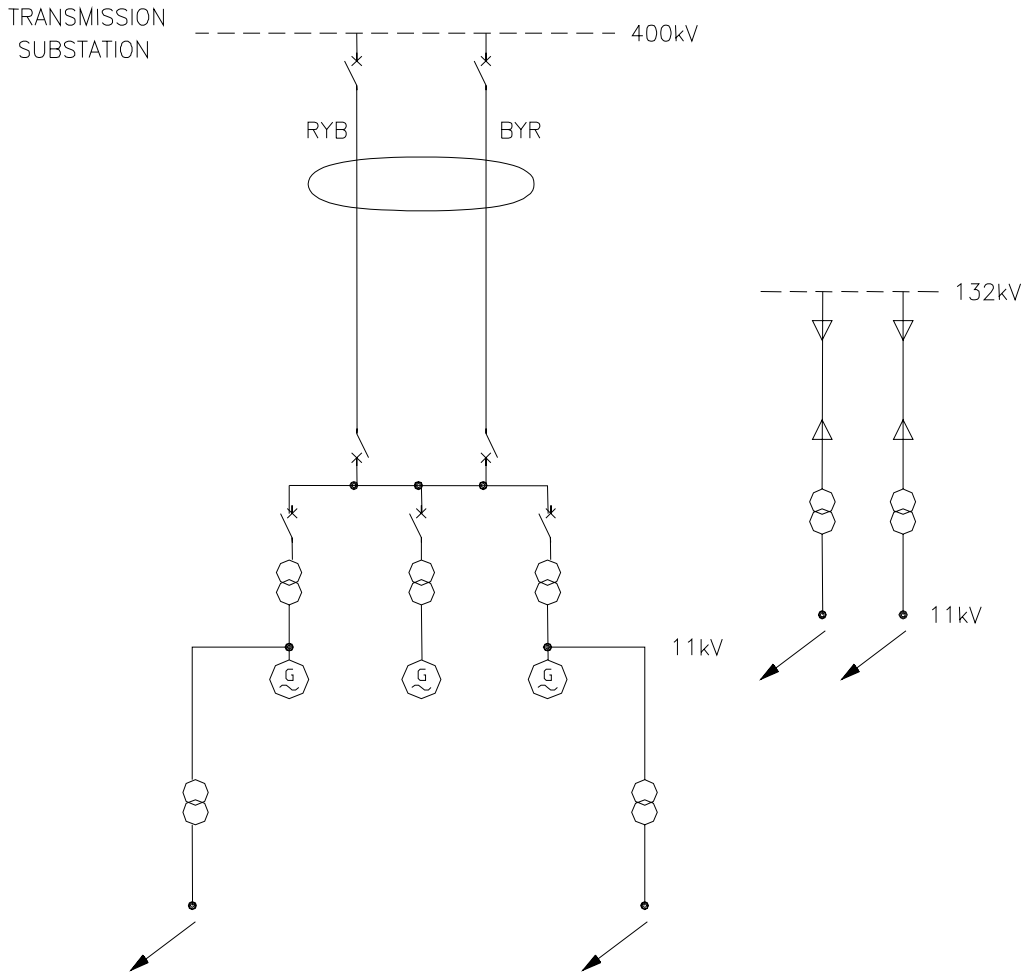 TRANSMISSION
SUBSTATION
400kV
RYB
BYR
132kV
11kV
11kV
G
G
G